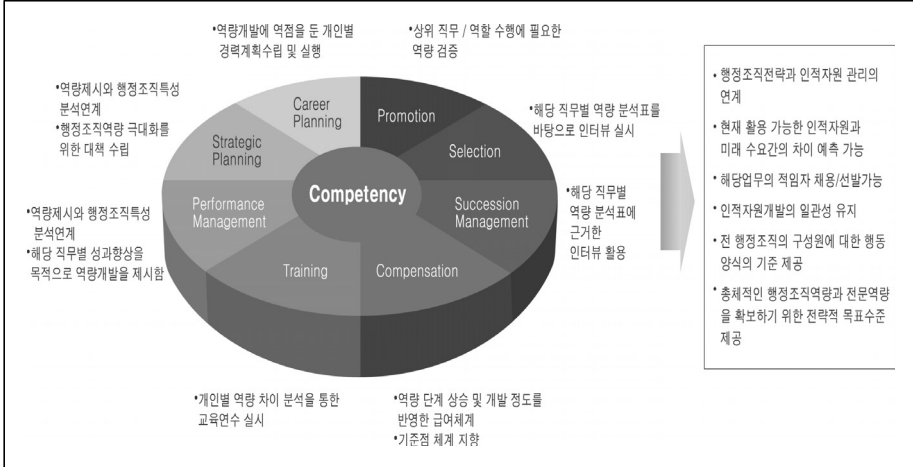 •역량개발에 역점을 둔 개인별
경력계획수립 및 실행
•상위 직무 / 역할 수행에 필요한
역량 검증
•역량제시와 행정조직특성
분석연계
•행정조직역량 극대화를
위한 대책 수립
•해당 직무별 역량 분석표를
바탕으로 인터뷰 실시
•역량제시와 행정조직특성
분석연계
•해당 직무별 성과향상을
목적으로 역량개발을 제시함
•해당 직무별
역량 분석표에
근거한
인터뷰 활용
Career
Planning
Promotion
Strategic
Planning
Selection
Competency
Performance
Management
Succession
Management
Training
Compensation
•개인별 역량 차이 분석을 통한
교육연수 실시
•역량 단계 상승 및 개발 정도를
반영한 급여체계
•기준점 체계 지향
• 행정조직전략과 인적자원 관리의
연계
• 현재 활용 가능한 인적자원과
미래 수요간의 차이 예측 가능
• 해당업무의 적임자 채용/선발가능
• 인적자원개발의 일관성 유지
• 전 행정조직의 구성원에 대한 행동
양식의 기준 제공
• 총체적인 행정조직역량과 전문역량
을 확보하기 위한 전략적 목표수준
제공